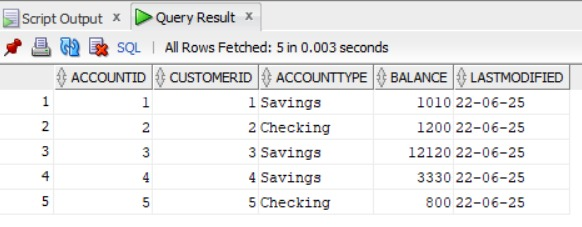 Script Output x Query Result x
SQL | All Rows Fetched: 5 in 0.003 seconds
ACCOUNTID CUSTOMERID ACCOUNTTYPE BALANCE LASTMODIFIED
1 1 1 Savings 1010 22-06-25
2 2 2 Checking 1200 22-06-25
3 3 3 Savings 12120 22-06-25
4 4 4 Savings 3330 22-06-25
5 5 5 Checking 800 22-06-25